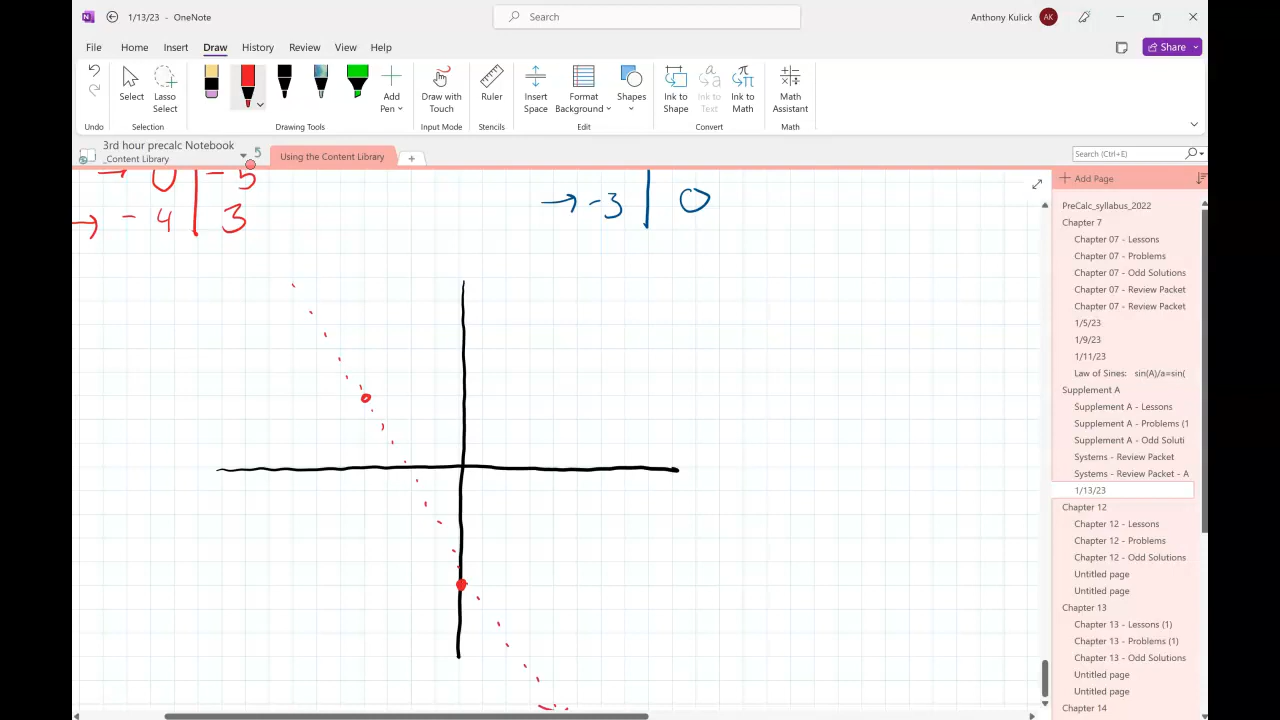 1/13/23 - OneNote
Search
Anthony Kulick AK
File Home Insert Draw History Review View Help
Share
Undo
Select
Lasso Select
Selection
Drawing Tools
Add Pen
Draw with Touch
Input Mode
Ruler
Stencils
Insert Space
Format Background
Shapes
Edit
Ink to Shape
Ink to Text
Ink to Math
Convert
Math Assistant
Math
3rd hour precalc Notebook
_Content Library
Using the Content Library
Search (Ctrl+E)
→ 0 | -5
→ -4 | 3
→ -3 | 0
Add Page
PreCalc_syllabus_2022
Chapter 7
Chapter 07 - Lessons
Chapter 07 - Problems
Chapter 07 - Odd Solutions
Chapter 07 - Review Packet
Chapter 07 - Review Packet
1/5/23
1/9/23
1/11/23
Law of Sines: sin(A)/a=sin(
Supplement A
Supplement A - Lessons
Supplement A - Problems (1
Supplement A - Odd Soluti
Systems - Review Packet
Systems - Review Packet - A
1/13/23
Chapter 12
Chapter 12 - Lessons
Chapter 12 - Problems
Chapter 12 - Odd Solutions
Untitled page
Untitled page
Chapter 13
Chapter 13 - Lessons (1)
Chapter 13 - Problems (1)
Chapter 13 - Odd Solutions
Untitled page
Untitled page
Chapter 14